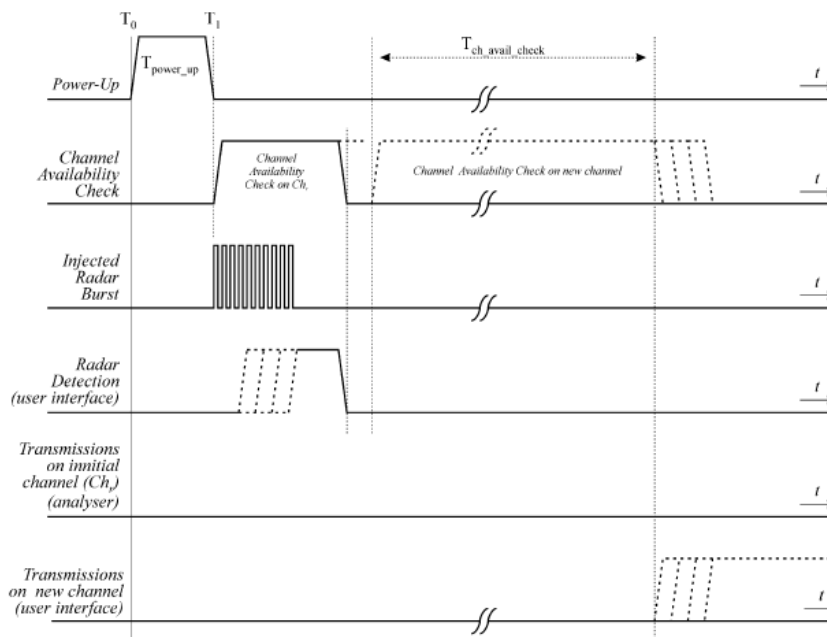 T0 T1
Tpower_up
Tch_avail_check
Power-Up
t
Channel
Availability
Check
Channel
Availability
Check on Chr
Channel Availability Check on new channel
t
Injected
Radar
Burst
t
Radar
Detection
(user interface)
t
Transmissions
on innitial
channel (Chr)
(analyser)
t
Transmissions
on new channel
(user interface)
t